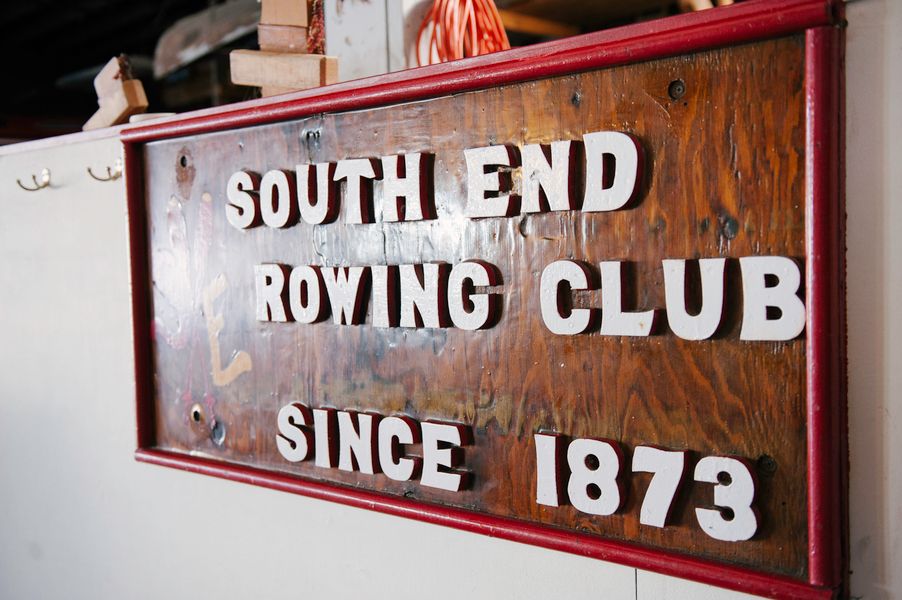 SOUTH END
ROWING CLUB
SINCE 1873